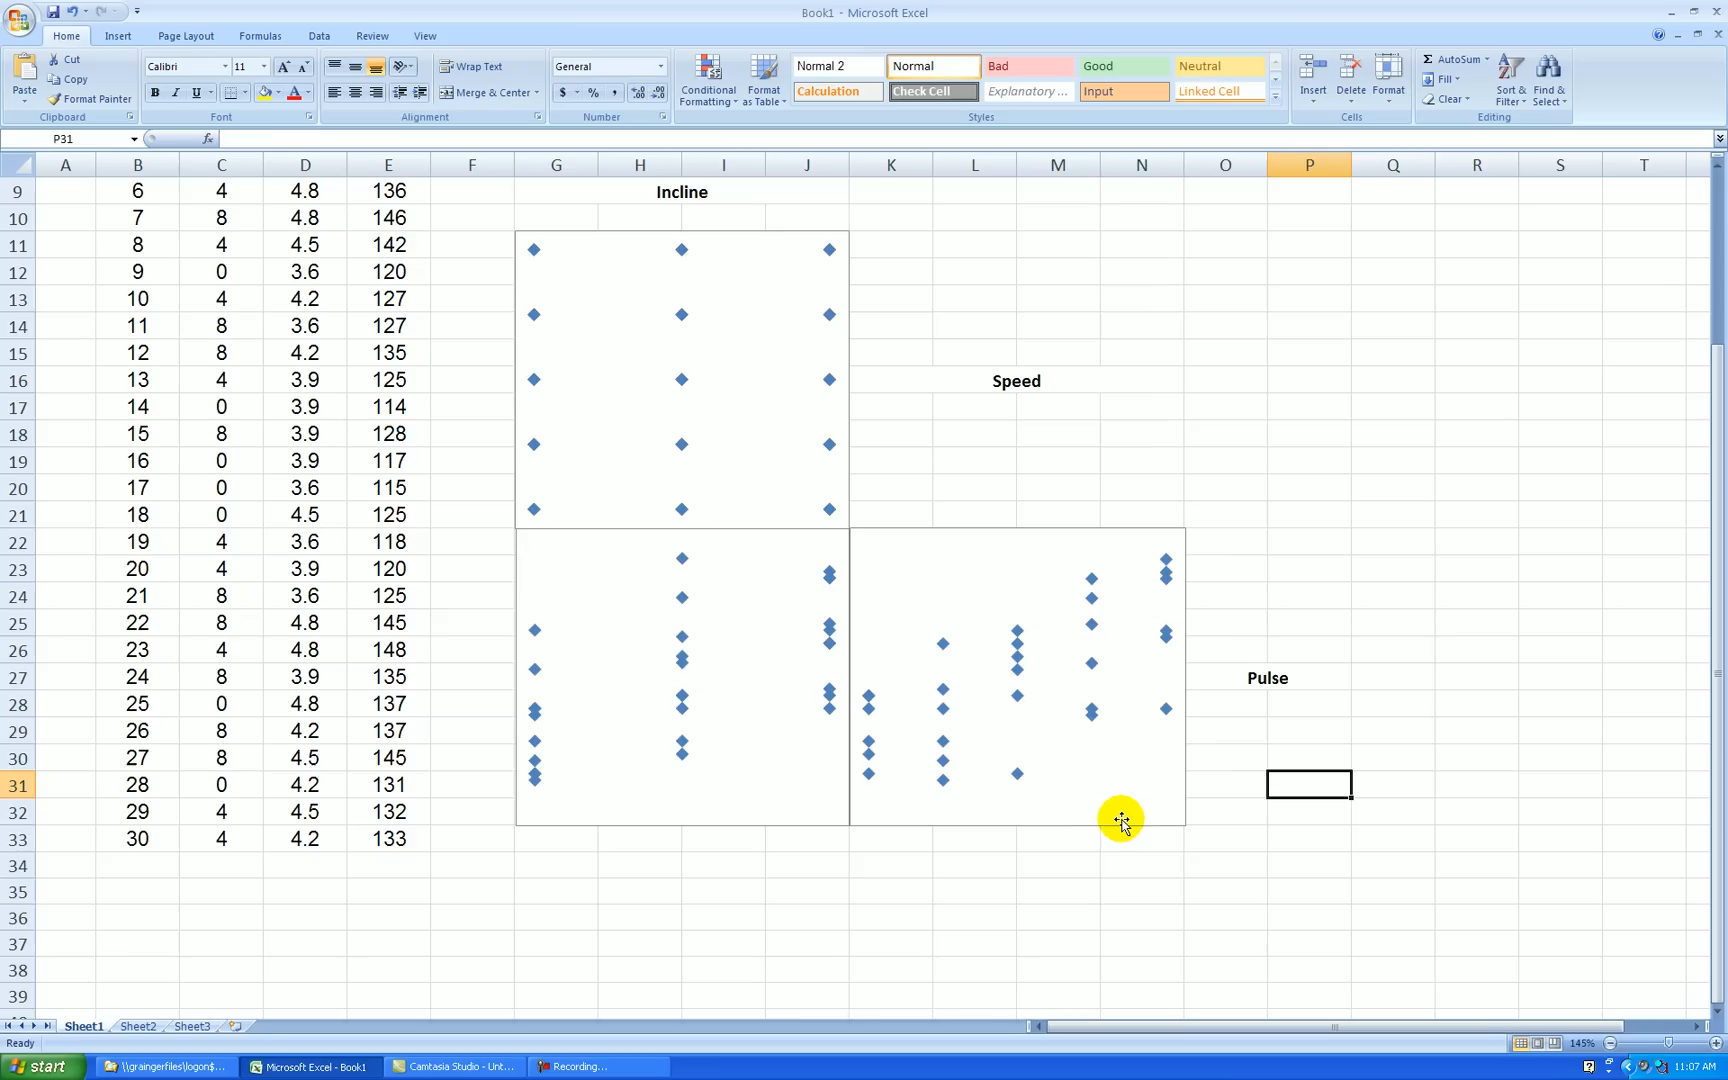 Book1 - Microsoft Excel
Home Insert Page Layout Formulas Data Review View
Paste
Cut
Copy
Format Painter
Clipboard
Calibri 11
B I U
Font
Wrap Text
Merge & Center
Alignment
General
$ % ,
Number
Conditional Formatting
Format as Table
Normal 2 Normal Bad Good Neutral
Calculation Check Cell Explanatory ... Input Linked Cell
Styles
Insert Delete Format
Cells
Σ AutoSum
Fill
Clear
Sort & Filter
Find & Select
Editing
P31 fx
A B C D E F G H I J K L M N O P Q R S T
9 6 4 4.8 136 Incline
10 7 8 4.8 146
11 8 4 4.5 142
12 9 0 3.6 120
13 10 4 4.2 127
14 11 8 3.6 127
15 12 8 4.2 135
16 13 4 3.9 125 Speed
17 14 0 3.9 114
18 15 8 3.9 128
19 16 0 3.9 117
20 17 0 3.6 115
21 18 0 4.5 125
22 19 4 3.6 118
23 20 4 3.9 120
24 21 8 3.6 125
25 22 8 4.8 145
26 23 4 4.8 148
27 24 8 3.9 135 Pulse
28 25 0 4.8 137
29 26 8 4.2 137
30 27 8 4.5 145
31 28 0 4.2 131
32 29 4 4.5 132
33 30 4 4.2 133
34
35
36
37
38
39
Sheet1 Sheet2 Sheet3
Ready 145%
start \\graingerfiles\logon$... Microsoft Excel - Book1 Camtasia Studio - Unt... Recording... 11:07 AM